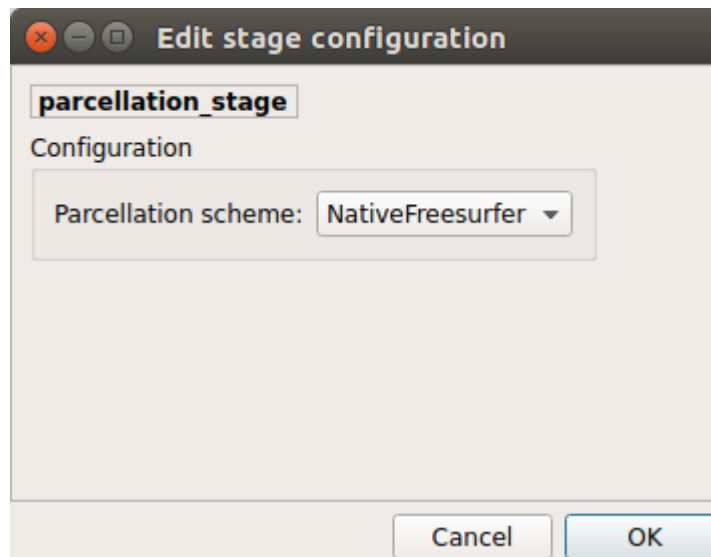 Edit stage configuration
parcellation_stage
Configuration
Parcellation scheme: NativeFreesurfer
Cancel OK